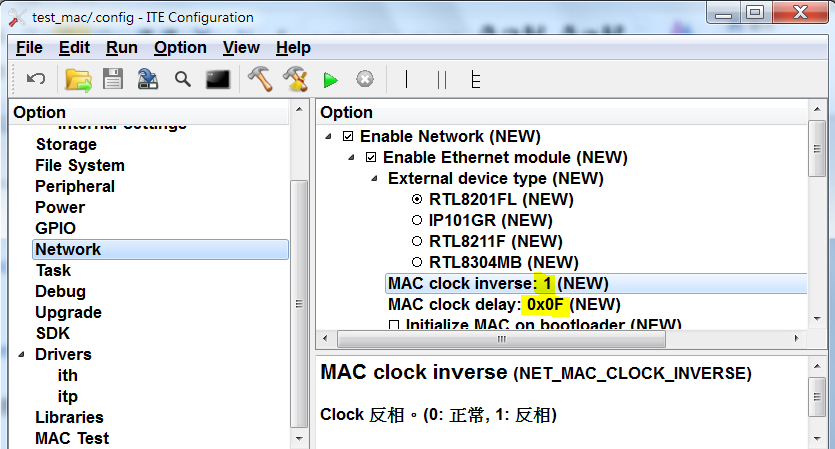 test_mac/.config - ITE Configuration
File Edit Run Option View Help
Option
Internal Settings
Storage
File System
Peripheral
Power
GPIO
Network
Task
Debug
Upgrade
SDK
Drivers
ith
itp
Libraries
MAC Test
Option
Enable Network (NEW)
Enable Ethernet module (NEW)
External device type (NEW)
RTL8201FL (NEW)
IP101GR (NEW)
RTL8211F (NEW)
RTL8304MB (NEW)
MAC clock inverse: 1 (NEW)
MAC clock delay: 0x0F (NEW)
Initialize MAC on bootloader (NEW)
MAC clock inverse (NET_MAC_CLOCK_INVERSE)
Clock 反相。(0: 正常, 1: 反相)